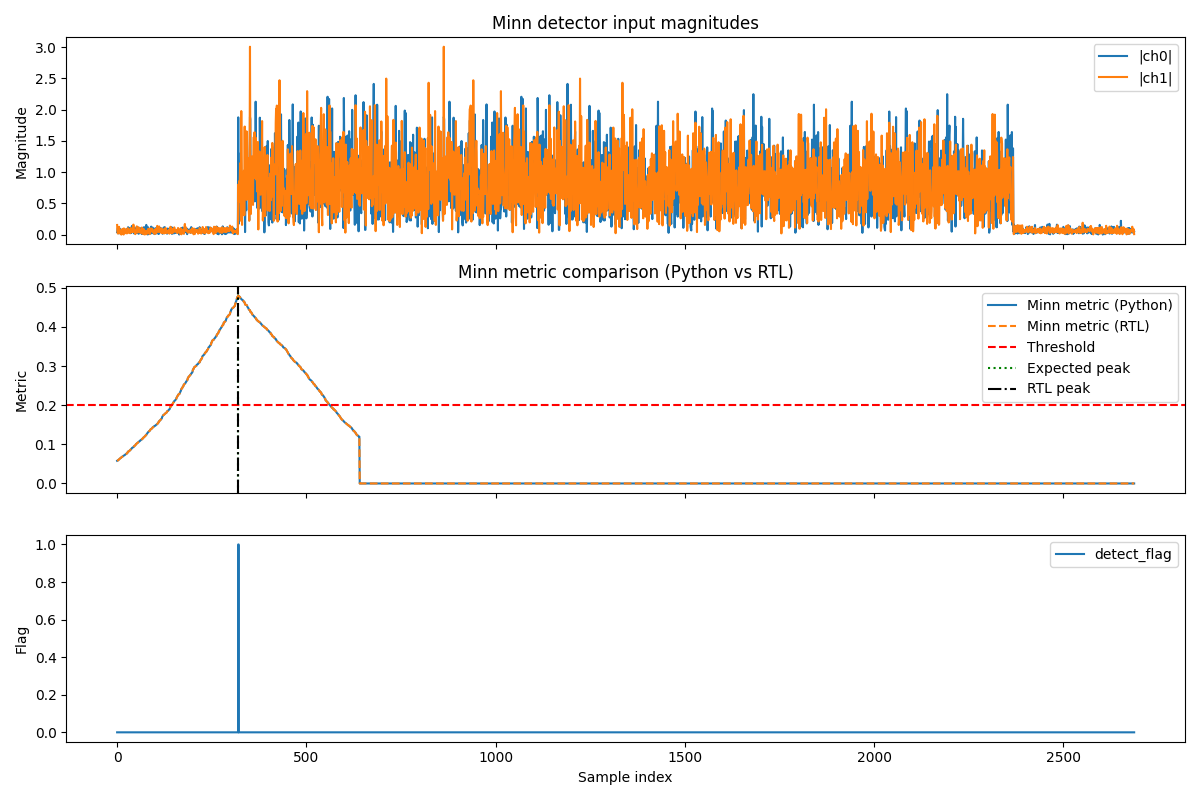 Minn detector input magnitudes
Magnitude
3.0
2.5
2.0
1.5
1.0
0.5
0.0
|ch0|
|ch1|
Minn metric comparison (Python vs RTL)
Metric
0.5
0.4
0.3
0.2
0.1
0.0
Minn metric (Python)
Minn metric (RTL)
Threshold
Expected peak
RTL peak
Flag
1.0
0.8
0.6
0.4
0.2
0.0
detect_flag
0 500 1000 1500 2000 2500
Sample index